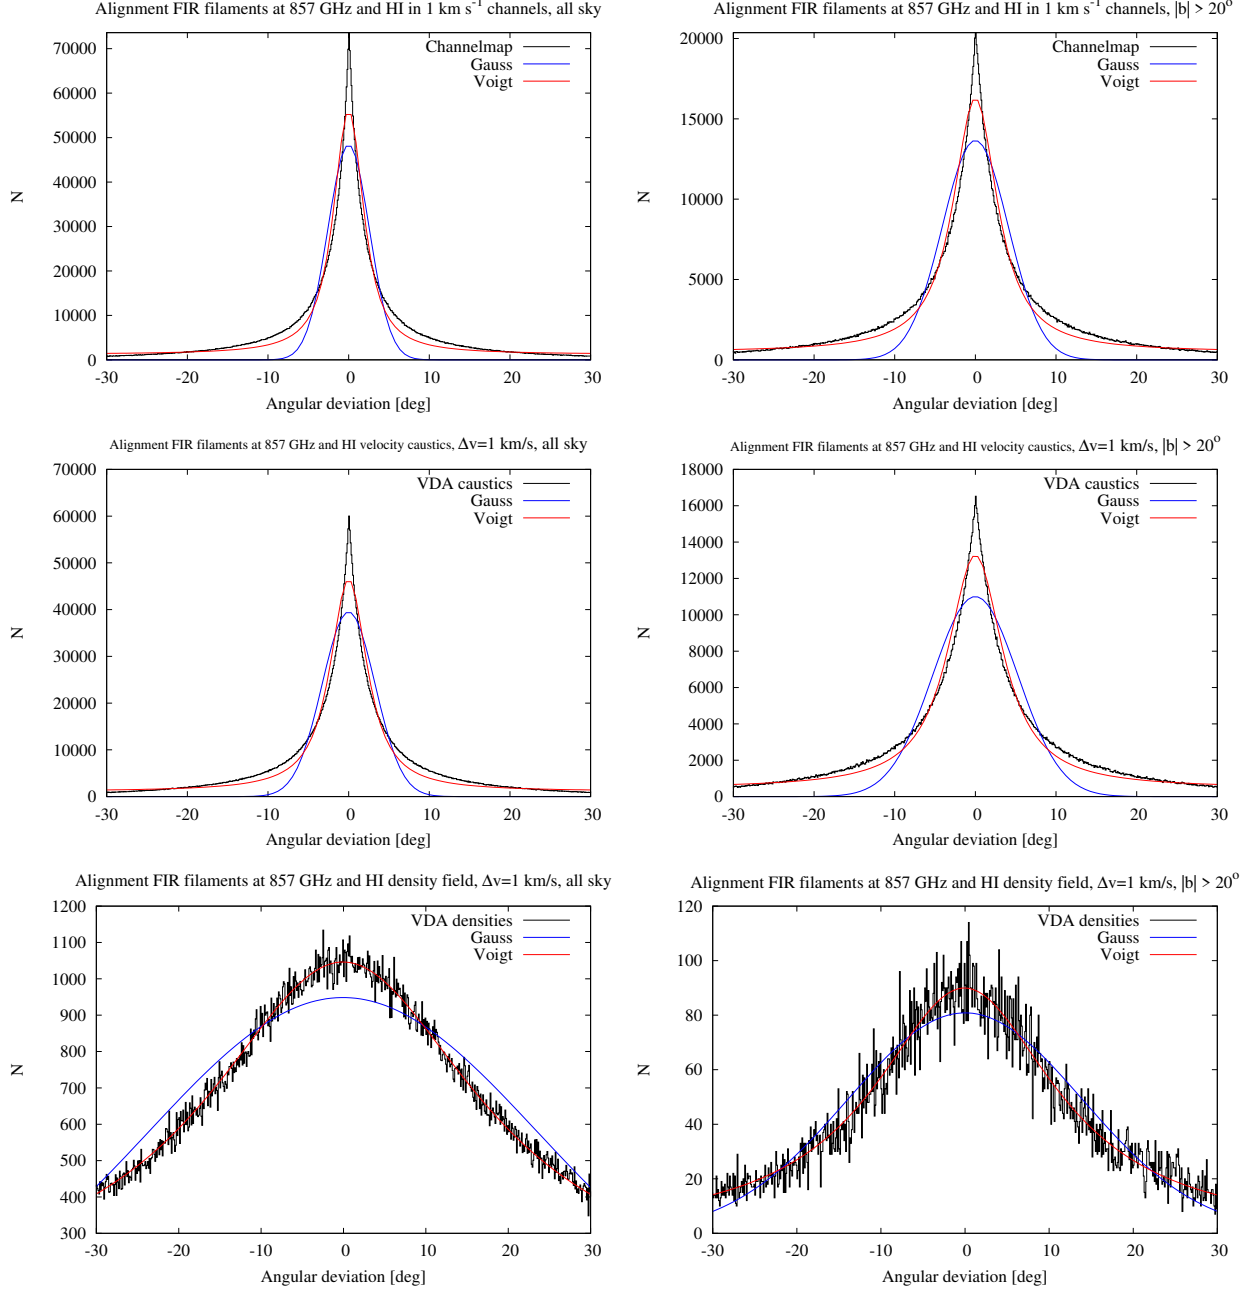 Alignment FIR filaments at 857 GHz and HI in 1 km s⁻¹ channels, all sky
Channelmap
Gauss
Voigt
70000
60000
50000
40000
30000
20000
10000
0
N
-30 -20 -10 0 10 20 30
Angular deviation [deg]
Alignment FIR filaments at 857 GHz and HI in 1 km s⁻¹ channels, |b| > 20°
Channelmap
Gauss
Voigt
20000
15000
10000
5000
0
N
-30 -20 -10 0 10 20 30
Angular deviation [deg]
Alignment FIR filaments at 857 GHz and HI velocity caustics, Δv=1 km/s, all sky
VDA caustics
Gauss
Voigt
70000
60000
50000
40000
30000
20000
10000
0
N
-30 -20 -10 0 10 20 30
Angular deviation [deg]
Alignment FIR filaments at 857 GHz and HI velocity caustics, Δv=1 km/s, |b| > 20°
VDA caustics
Gauss
Voigt
18000
16000
14000
12000
10000
8000
6000
4000
2000
0
N
-30 -20 -10 0 10 20 30
Angular deviation [deg]
Alignment FIR filaments at 857 GHz and HI density field, Δv=1 km/s, all sky
VDA densities
Gauss
Voigt
1200
1100
1000
900
800
700
600
500
400
300
N
-30 -20 -10 0 10 20 30
Angular deviation [deg]
Alignment FIR filaments at 857 GHz and HI density field, Δv=1 km/s, |b| > 20°
VDA densities
Gauss
Voigt
120
100
80
60
40
20
0
N
-30 -20 -10 0 10 20 30
Angular deviation [deg]